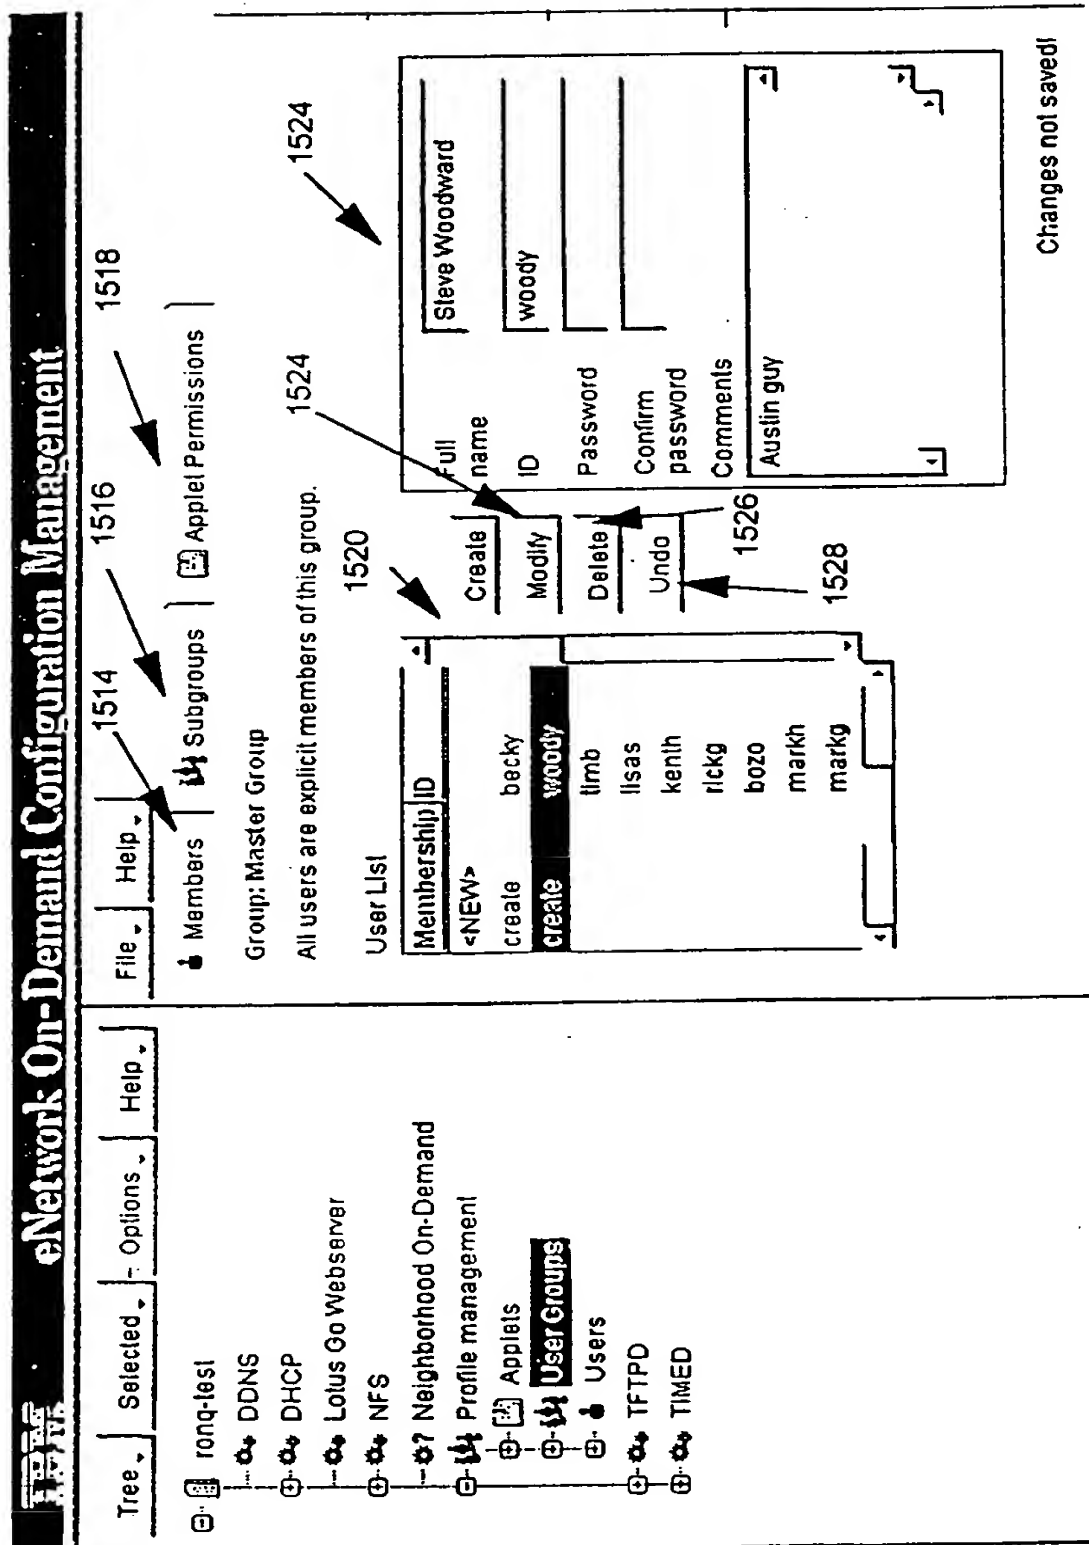 IBM
eNetwork On-Demand Configuration Management
Tree Selected Options Help
ronq-test
DDNS
DHCP
Lotus Go Webserver
NFS
? Neighborhood On-Demand
Profile management
Applets
User Groups
Users
TFTPD
TIMED
File Help
1514
1516
1518
Members Subgroups Applet Permissions
Group: Master Group
All users are explicit members of this group.
User List
1520
Membership ID
<NEW>
create becky
create woody
timb
lisas
kenth
rickg
bozo
markh
markg
Create
Modify
Delete
Undo
1524
1526
1528
1524
Full name Steve Woodward
ID woody
Password
Confirm password
Comments
Austin guy
Changes not saved!